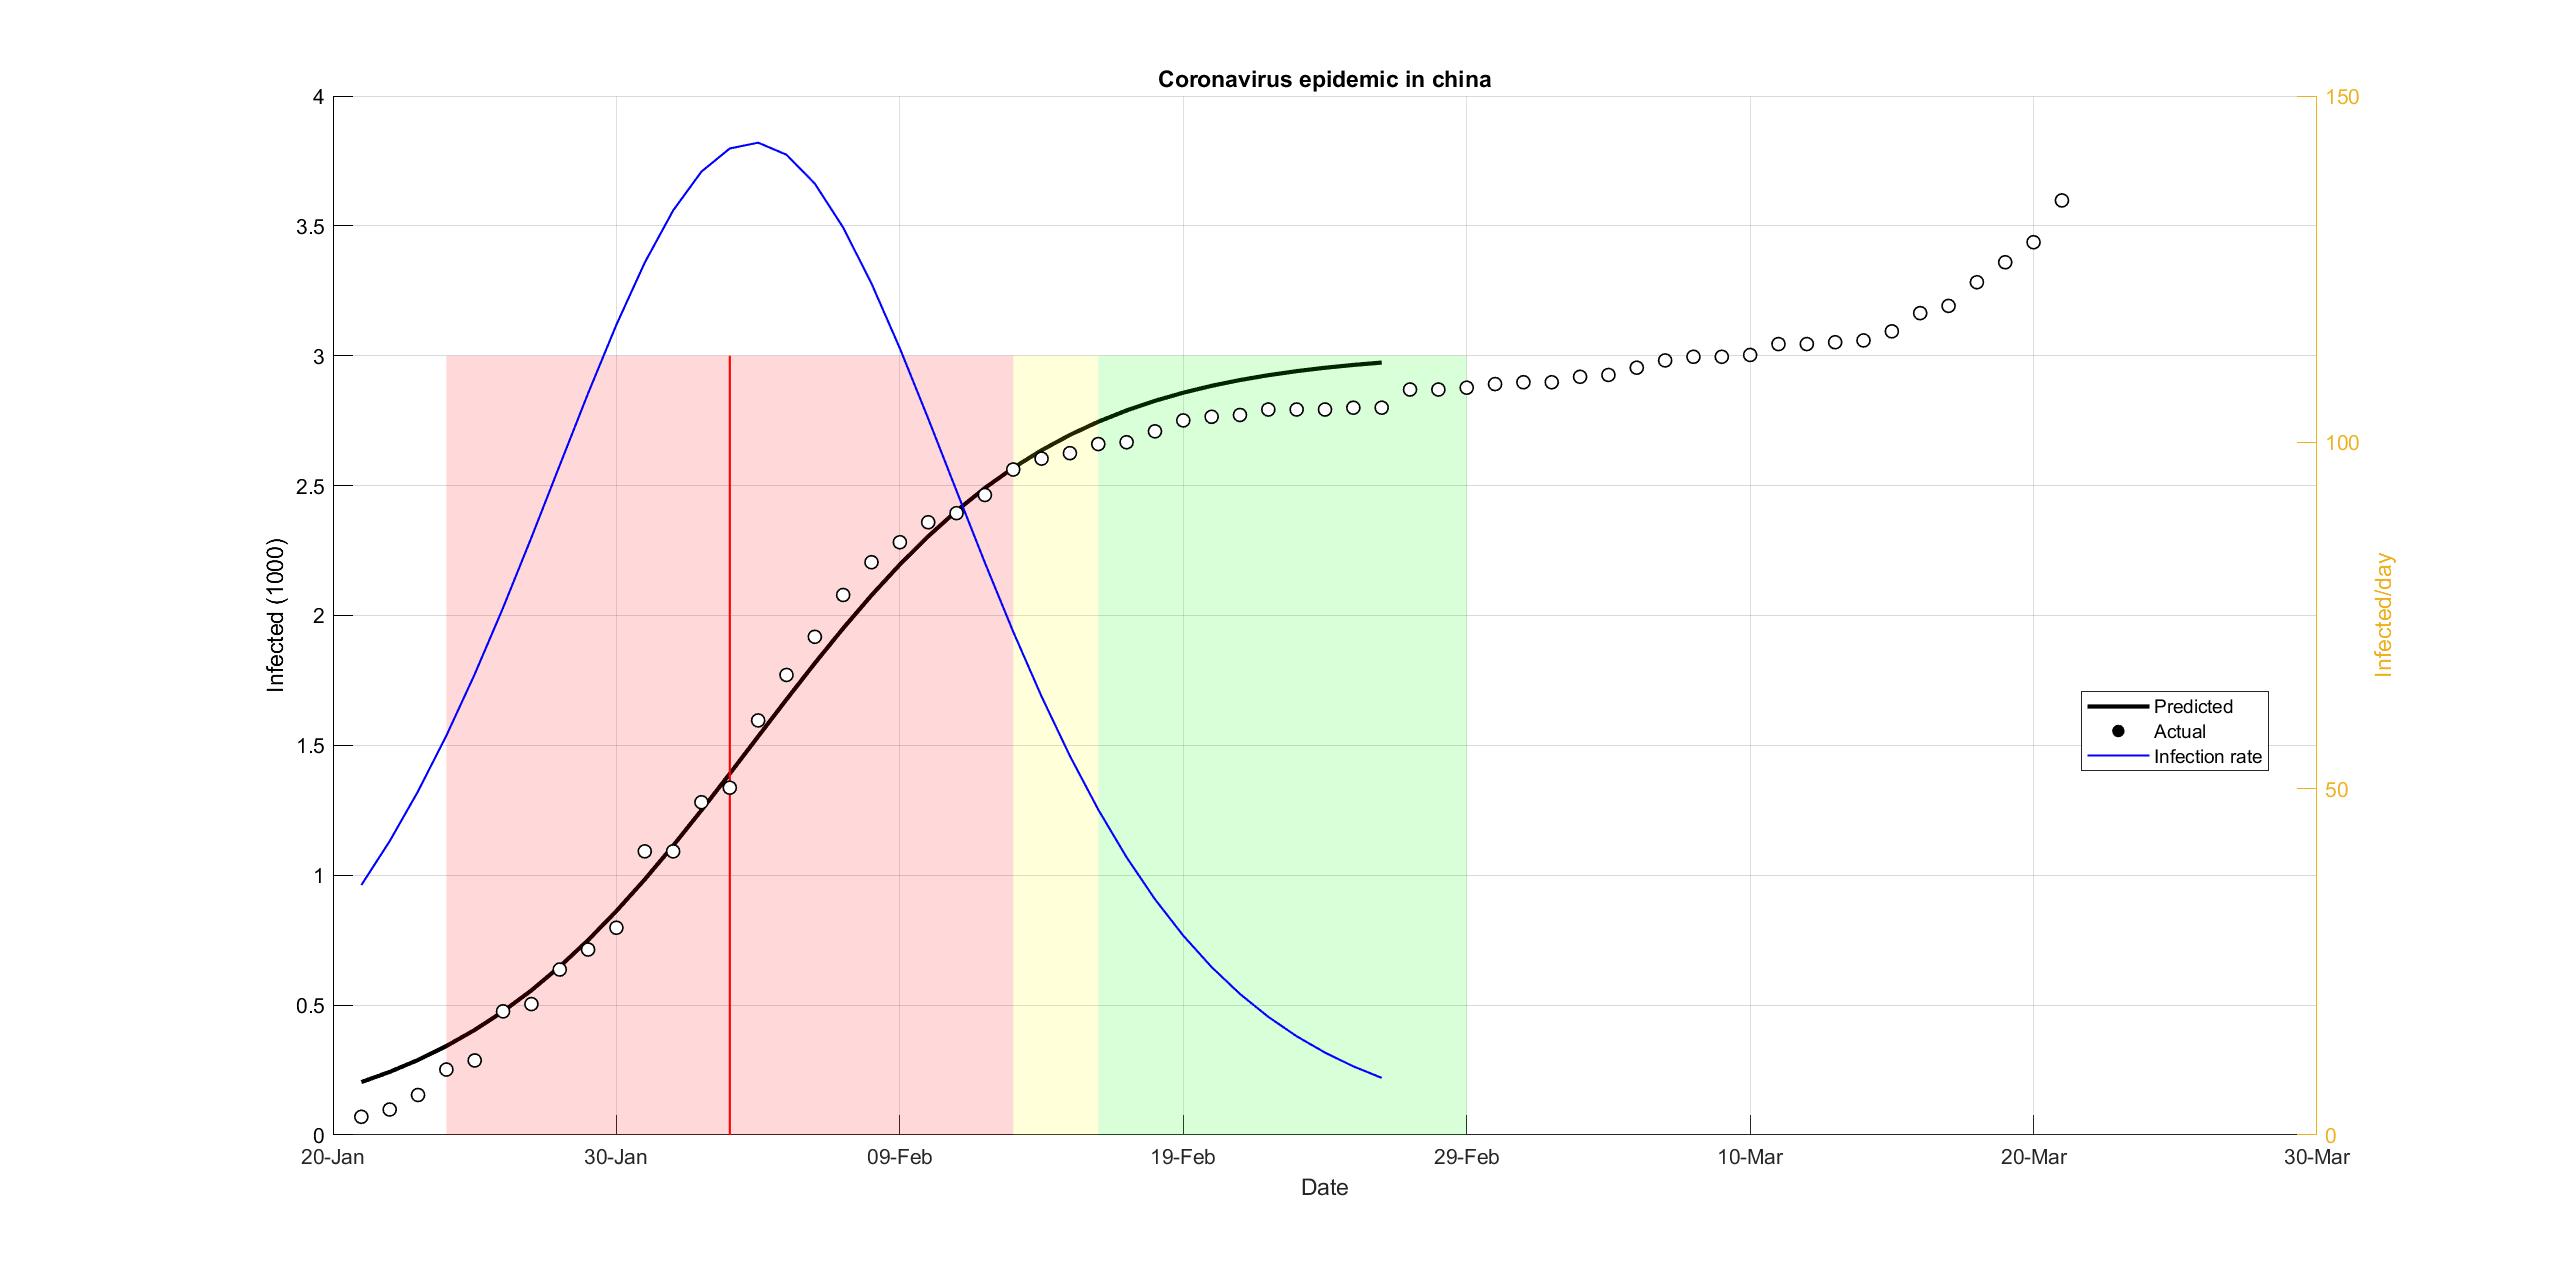 Coronavirus epidemic in china
4
3.5
3
2.5
2
1.5
1
0.5
0
Infected (1000)
150
100
50
0
Infected/day
Predicted
Actual
Infection rate
20-Jan 30-Jan 09-Feb 19-Feb 29-Feb 10-Mar 20-Mar 30-Mar
Date